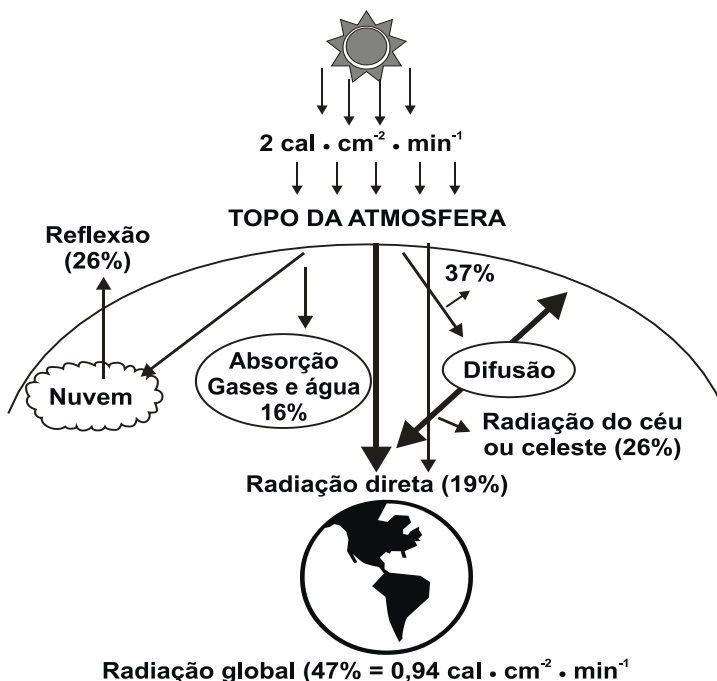 2 cal • cm⁻² • min⁻¹
TOPO DA ATMOSFERA
Reflexão
(26%)
37%
Absorção
Gases e água
16%
Difusão
Nuvem
Radiação do céu
ou celeste (26%)
Radiação direta (19%)
Radiação global (47% = 0,94 cal • cm⁻² • min⁻¹